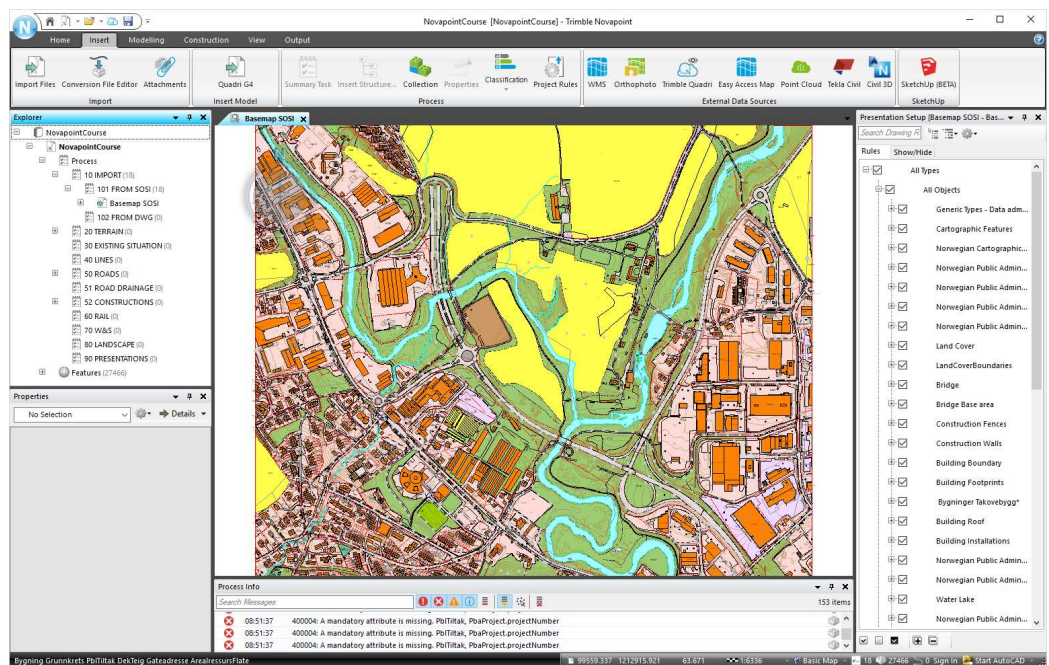 NovapointCourse [NovapointCourse] - Trimble Novapoint
Home Insert Modelling Construction View Output
Import Files Conversion File Editor Attachments Quadri G4 Summary Task Insert Structure... Collection Properties Classification Project Rules WMS Orthophoto Trimble Quadri Easy Access Map Point Cloud Tekla Civil Civil 3D SketchUp (BETA)
Import Insert Model Process External Data Sources SketchUp
Explorer
NovapointCourse
NovapointCourse
Process
10 IMPORT (18)
101 FROM SOSI (18)
Basemap SOSI
102 FROM DWG (0)
20 TERRAIN (0)
30 EXISTING SITUATION (0)
40 LINES (0)
50 ROADS (0)
51 ROAD DRAINAGE (0)
52 CONSTRUCTIONS (0)
60 RAIL (0)
70 W&S (0)
80 LANDSCAPE (0)
90 PRESENTATIONS (0)
Features (27466)
Properties
No Selection Details
Basemap SOSI
Process Info
Search Messages 153 items
08:51:37 400004: A mandatory attribute is missing. PblTiltak, PbaProject.projectNumber
08:51:37 400004: A mandatory attribute is missing. PblTiltak, PbaProject.projectNumber
08:51:37 400004: A mandatory attribute is missing. PblTiltak, PbaProject.projectNumber
Presentation Setup [Basemap SOSI - Bas...
Search Drawing R
Rules Show/Hide
All Types
All Objects
Generic Types - Data adm...
Cartographic Features
Norwegian Cartographic...
Norwegian Public Admin...
Norwegian Public Admin...
Norwegian Public Admin...
Norwegian Public Admin...
Land Cover
LandCoverBoundaries
Bridge
Bridge Base area
Construction Fences
Construction Walls
Building Boundary
Building Footprints
Bygninger Takovebygg*
Building Roof
Building Installations
Norwegian Public Admin...
Norwegian Public Admin...
Water Lake
Norwegian Public Admin...
Bygning Grunnkrets PblTiltak DekTeig Gateadresse ArealressursFlate 99559.337 1212915.921 63.671 1:6336 Basic Map 18 27466 0 Sign In Start AutoCAD